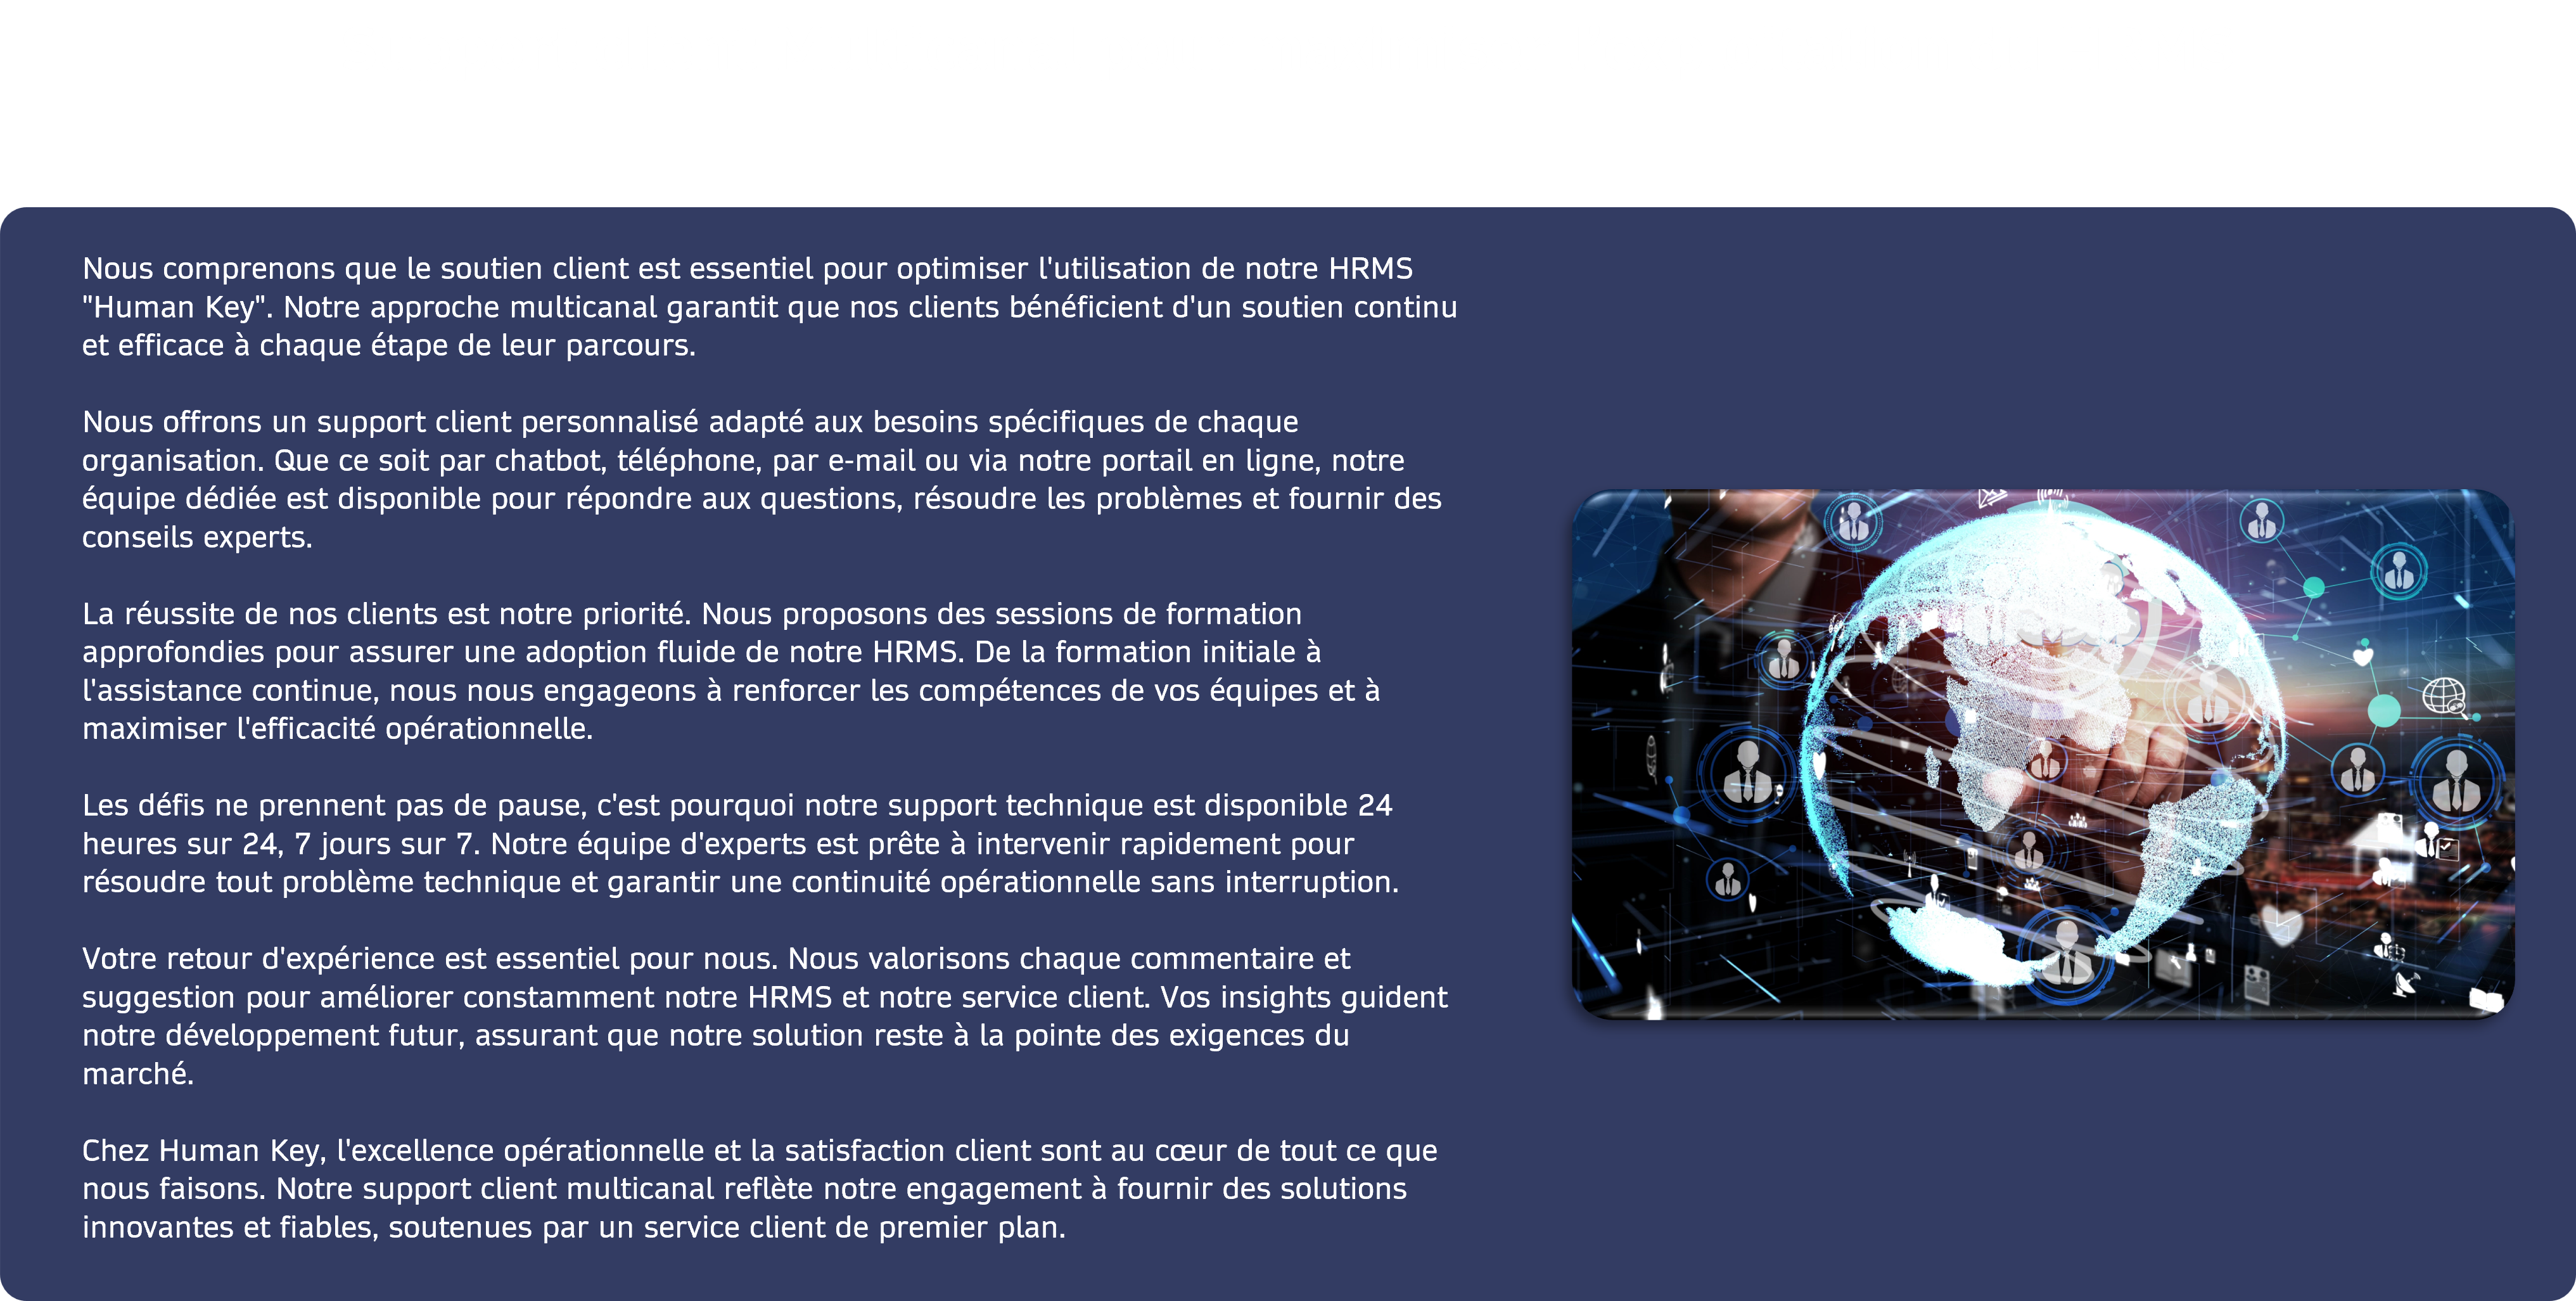 Nous comprenons que le soutien client est essentiel pour optimiser l'utilisation de notre HRMS
"Human Key". Notre approche multicanal garantit que nos clients bénéficient d'un soutien continu
et efficace à chaque étape de leur parcours.
Nous offrons un support client personnalisé adapté aux besoins spécifiques de chaque
organisation. Que ce soit par chatbot, téléphone, par e-mail ou via notre portail en ligne, notre
équipe dédiée est disponible pour répondre aux questions, résoudre les problèmes et fournir des
conseils experts.
La réussite de nos clients est notre priorité. Nous proposons des sessions de formation
approfondies pour assurer une adoption fluide de notre HRMS. De la formation initiale à
l'assistance continue, nous nous engageons à renforcer les compétences de vos équipes et à
maximiser l'efficacité opérationnelle.
Les défis ne prennent pas de pause, c'est pourquoi notre support technique est disponible 24
heures sur 24, 7 jours sur 7. Notre équipe d'experts est prête à intervenir rapidement pour
résoudre tout problème technique et garantir une continuité opérationnelle sans interruption.
Votre retour d'expérience est essentiel pour nous. Nous valorisons chaque commentaire et
suggestion pour améliorer constamment notre HRMS et notre service client. Vos insights guident
notre développement futur, assurant que notre solution reste à la pointe des exigences du
marché.
Chez Human Key, l'excellence opérationnelle et la satisfaction client sont au cœur de tout ce que
nous faisons. Notre support client multicanal reflète notre engagement à fournir des solutions
innovantes et fiables, soutenues par un service client de premier plan.